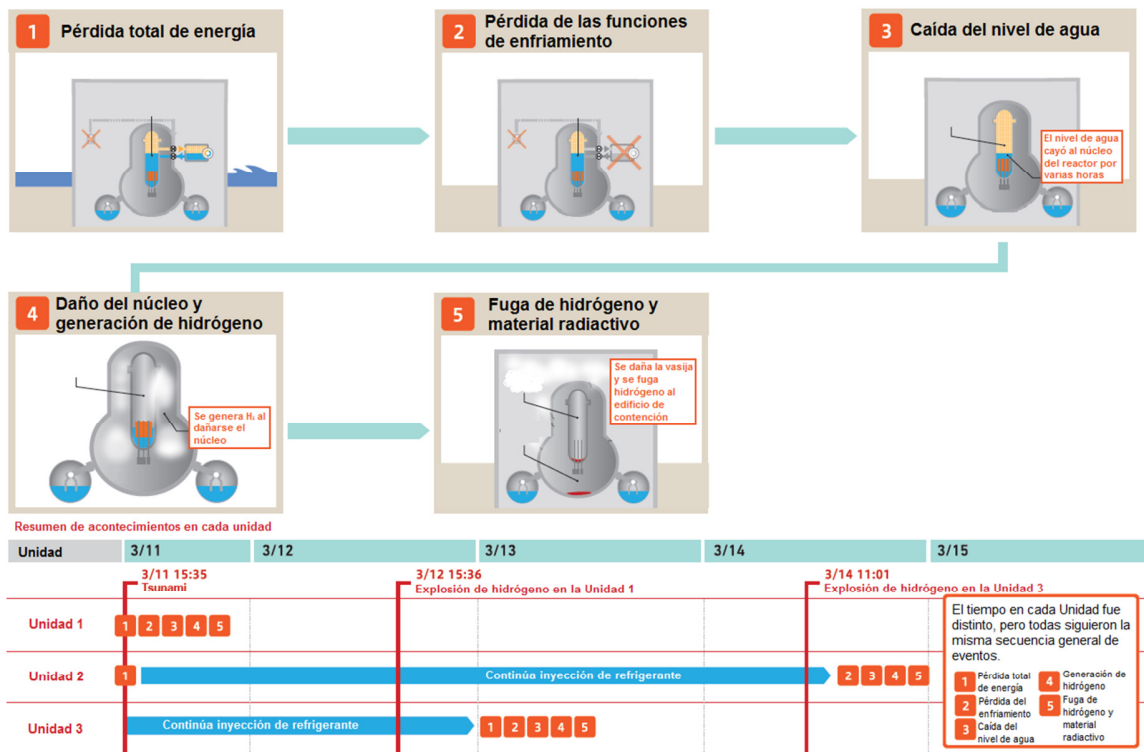 1 Pérdida total de energía
2 Pérdida de las funciones
de enfriamiento
3 Caída del nivel de agua
El nivel de agua
cayó al núcleo
del reactor por
varias noras
4 Daño del núcleo y
generación de hidrógeno
Se genera H₂ al
dañarse el
núcleo
5 Fuga de hidrógeno y
material radiactivo
Se daña la vasija
y se fuga
hidrógeno al
edificio de
contención
Resumen de acontecimientos en cada unidad
Unidad 3/11 3/12 3/13 3/14 3/15
3/11 15:35
Tsunami
3/12 15:36
Explosión de hidrógeno en la Unidad 1
3/14 11:01
Explosión de hidrógeno en la Unidad 3
Unidad 1 1 2 3 4 5
Unidad 2 1 Continúa inyección de refrigerante 2 3 4 5
Unidad 3 Continúa inyección de refrigerante 1 2 3 4 5
El tiempo en cada Unidad fue
distinto, pero todas siguieron la
misma secuencia general de
eventos.
1 Pérdida total
de energía
2 Pérdida del
enfriamiento
3 Caída del
nivel de agua
4 Generación de
hidrógeno
5 Fuga de
hidrógeno y
material
radiactivo